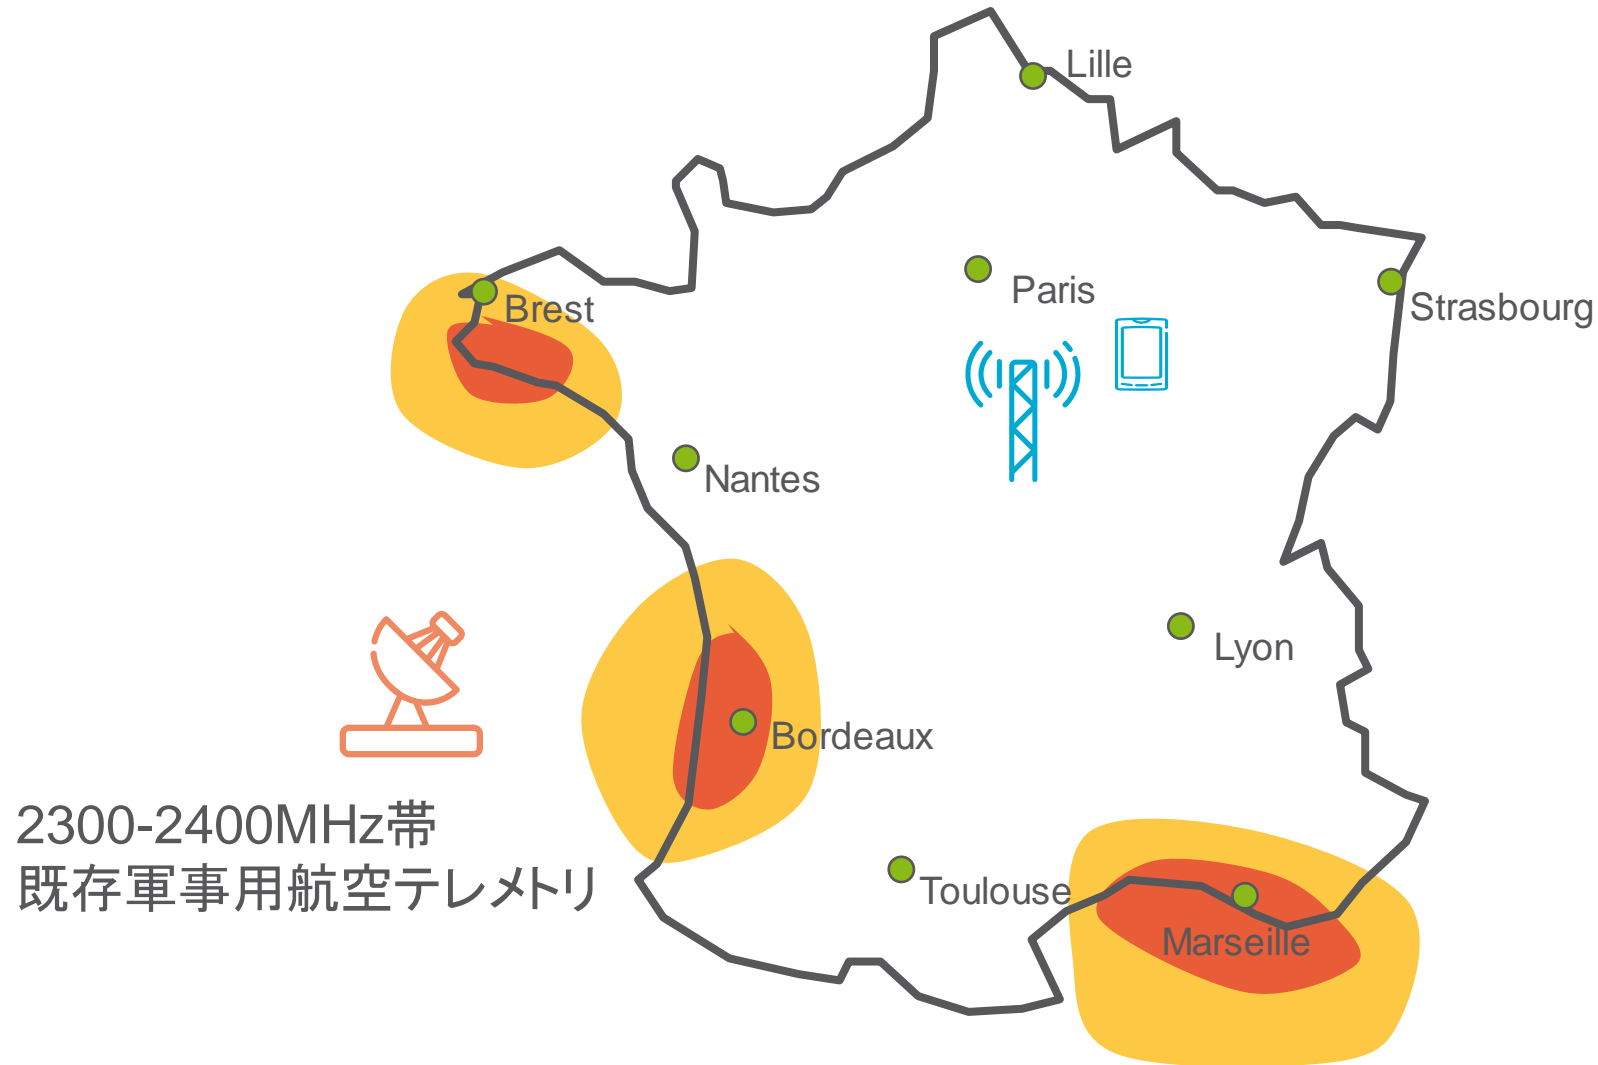 Lille
Paris
Brest
Strasbourg
Nantes
Lyon
Bordeaux
2300-2400MHz帯
既存軍事用航空テレメトリ
Toulouse
Marseille